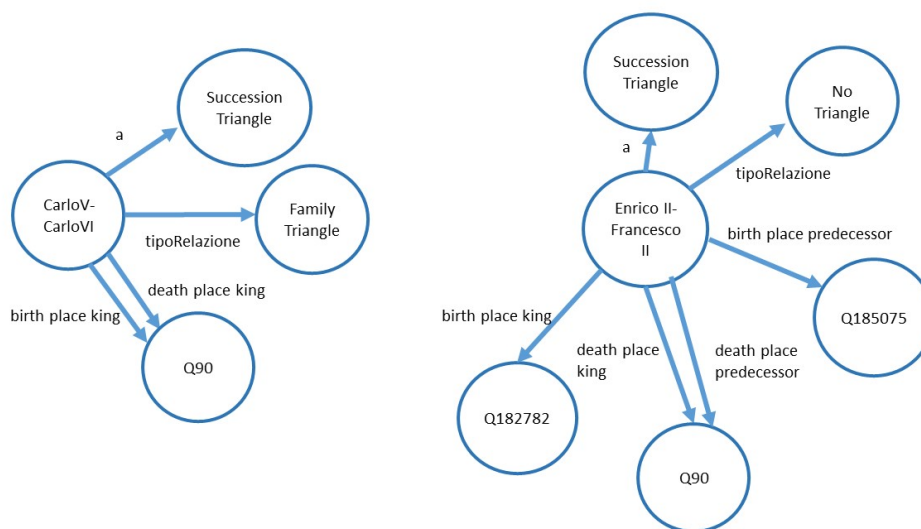 Succession
Triangle
a
CarloV-
CarloVI
Family
Triangle
tipoRelazione
death place king
birth place king
Q90
Succession
Triangle
No
Triangle
a
tipoRelazione
Enrico II-
Francesco
II
birth place predecessor
Q185075
birth place king
death place
king
death place
predecessor
Q182782
Q90